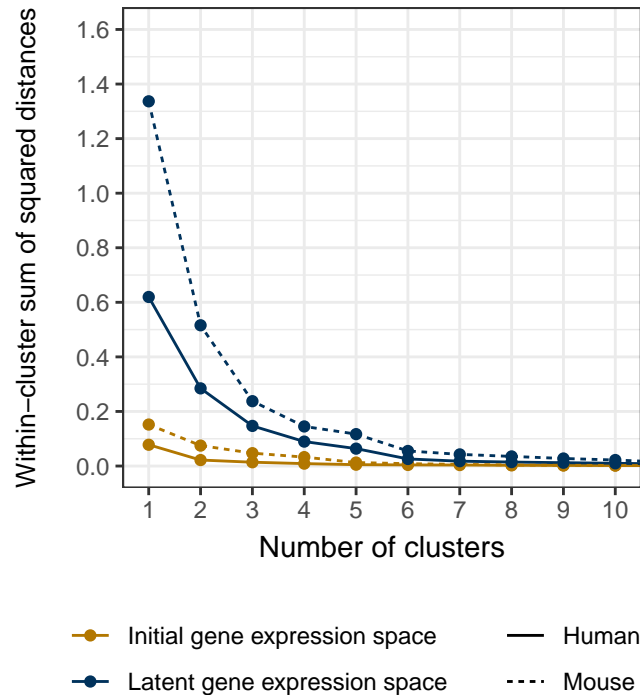 Within−cluster sum of squared distances
1.6
1.4
1.2
1.0
0.8
0.6
0.4
0.2
0.0
1 2 3 4 5 6 7 8 9 10
Number of clusters
Initial gene expression space Human
Latent gene expression space Mouse